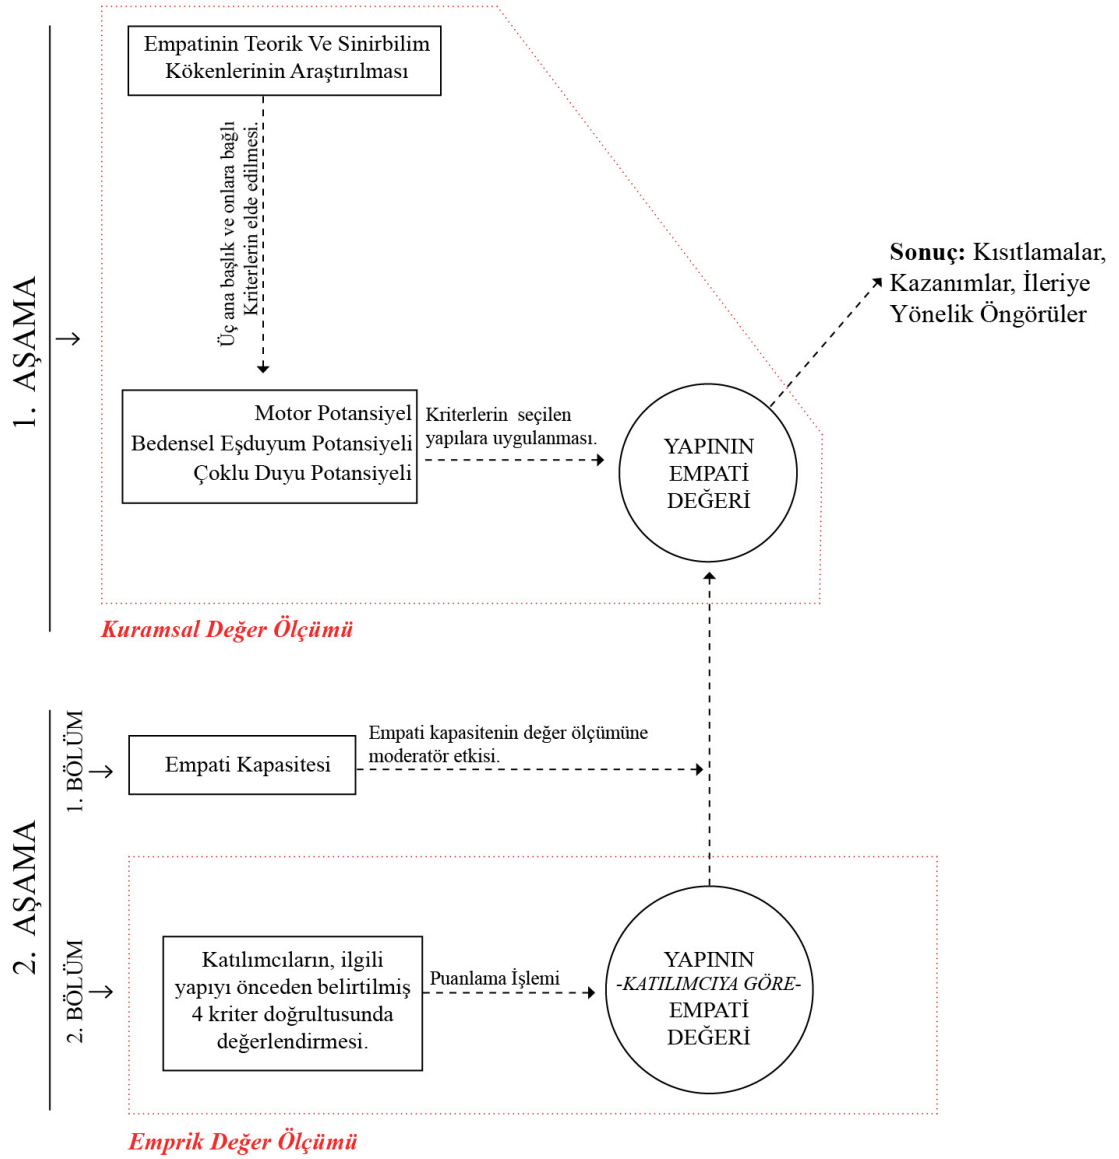 1. AŞAMA
Empatinin Teorik Ve Sinirbilim
Kökenlerinin Araştırılması
Üç ana başlık ve onlara bağlı
Kriterlerin elde edilmesi.
Motor Potansiyel
Bedensel Eşduyum Potansiyeli
Çoklu Duyu Potansiyeli
Kriterlerin seçilen
yapılara uygulanması.
YAPININ
EMPATİ
DEĞERİ
Sonuç: Kısıtlamalar,
Kazanımlar, İleriye
Yönelik Öngörüler
Kuramsal Değer Ölçümü
2. AŞAMA
1. BÖLÜM
Empati Kapasitesi
Empati kapasitenin değer ölçümüne
moderatör etkisi.
2. BÖLÜM
Katılımcıların, ilgili
yapıyı önceden belirtilmiş
4 kriter doğrultusunda
değerlendirmesi.
Puanlama İşlemi
YAPININ
-KATILIMCIYA GÖRE-
EMPATİ
DEĞERİ
Emprik Değer Ölçümü